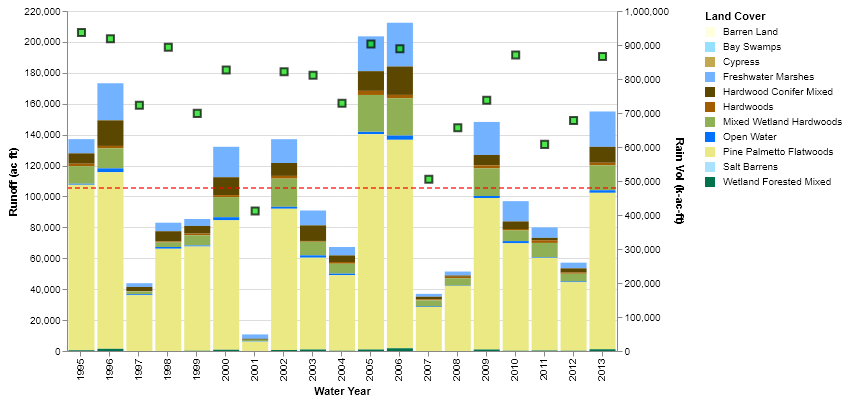 220,000
200,000
180,000
160,000
140,000
120,000
100,000
80,000
60,000
40,000
20,000
0
Runoff (ac ft)
1,000,000
900,000
800,000
700,000
600,000
500,000
400,000
300,000
200,000
100,000
0
Rain Vol (k-ac-ft)
1995
1996
1997
1998
1999
2000
2001
2002
2003
2004
2005
2006
2007
2008
2009
2010
2011
2012
2013
Water Year
Land Cover
Barren Land
Bay Swamps
Cypress
Freshwater Marshes
Hardwood Conifer Mixed
Hardwoods
Mixed Wetland Hardwoods
Open Water
Pine Palmetto Flatwoods
Salt Barrens
Wetland Forested Mixed